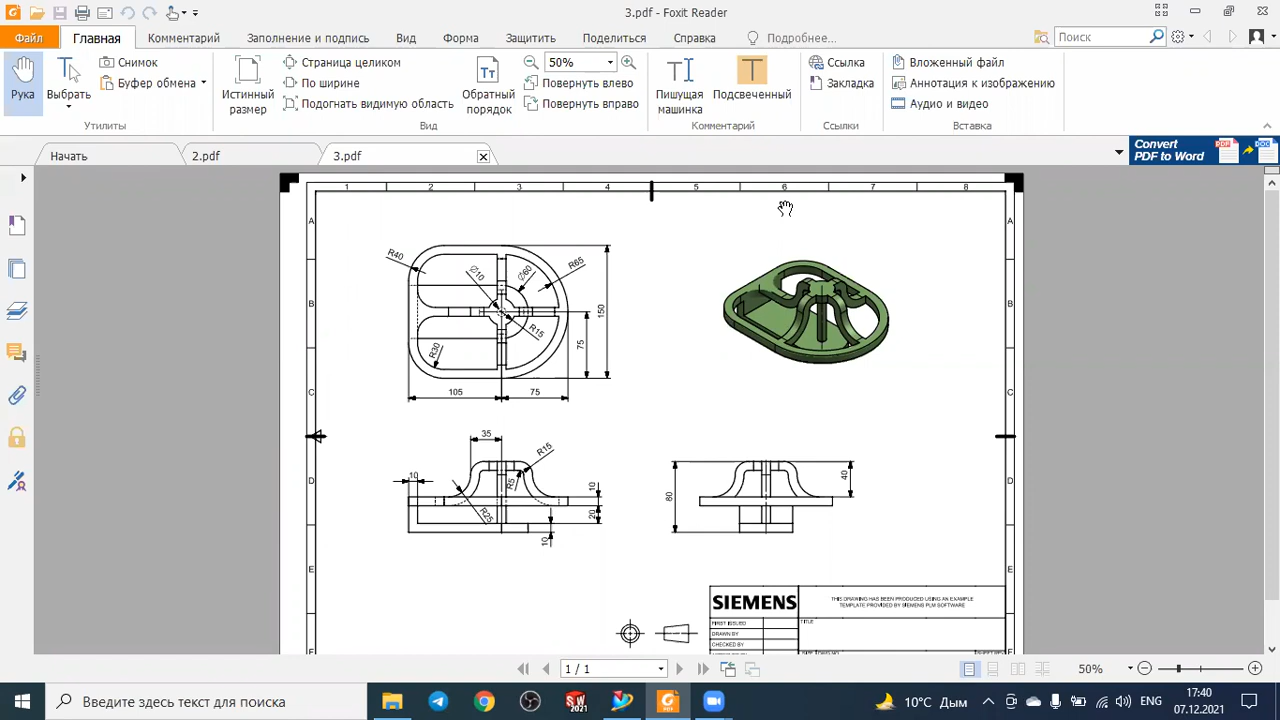 3.pdf - Foxit Reader
Файл Главная Комментарий Заполнение и подпись Вид Форма Защитить Поделиться Справка Подробнее... Поиск
Рука
Выбрать
Снимок
Буфер обмена
Утилиты
Истинный размер
Страница целиком
По ширине
Подогнать видимую область
Обратный порядок
50%
Повернуть влево
Повернуть вправо
Вид
Пишущая машинка
Подсвеченный
Комментарий
Ссылка
Закладка
Ссылки
Вложенный файл
Аннотация к изображению
Аудио и видео
Вставка
Начать 2.pdf 3.pdf
Convert
PDF to Word
1 2 3 4 5 6 7 8
A A
R40 Ø10 Ø60 R65
B B
150
R15
75
R30
C C
105 75
35
R15
10 R5 10 40
D D
80
R25 20
10
E E
SIEMENS THIS DRAWING HAS BEEN PRODUCED USING AN EXAMPLE
TEMPLATE PROVIDED BY SIEMENS PLM SOFTWARE
FIRST ISSUED TITLE
DRAWN BY
CHECKED BY
1 / 1 50%
Введите здесь текст для поиска
SW
2021
PDF
10°C Дым ENG
17:40
07.12.2021